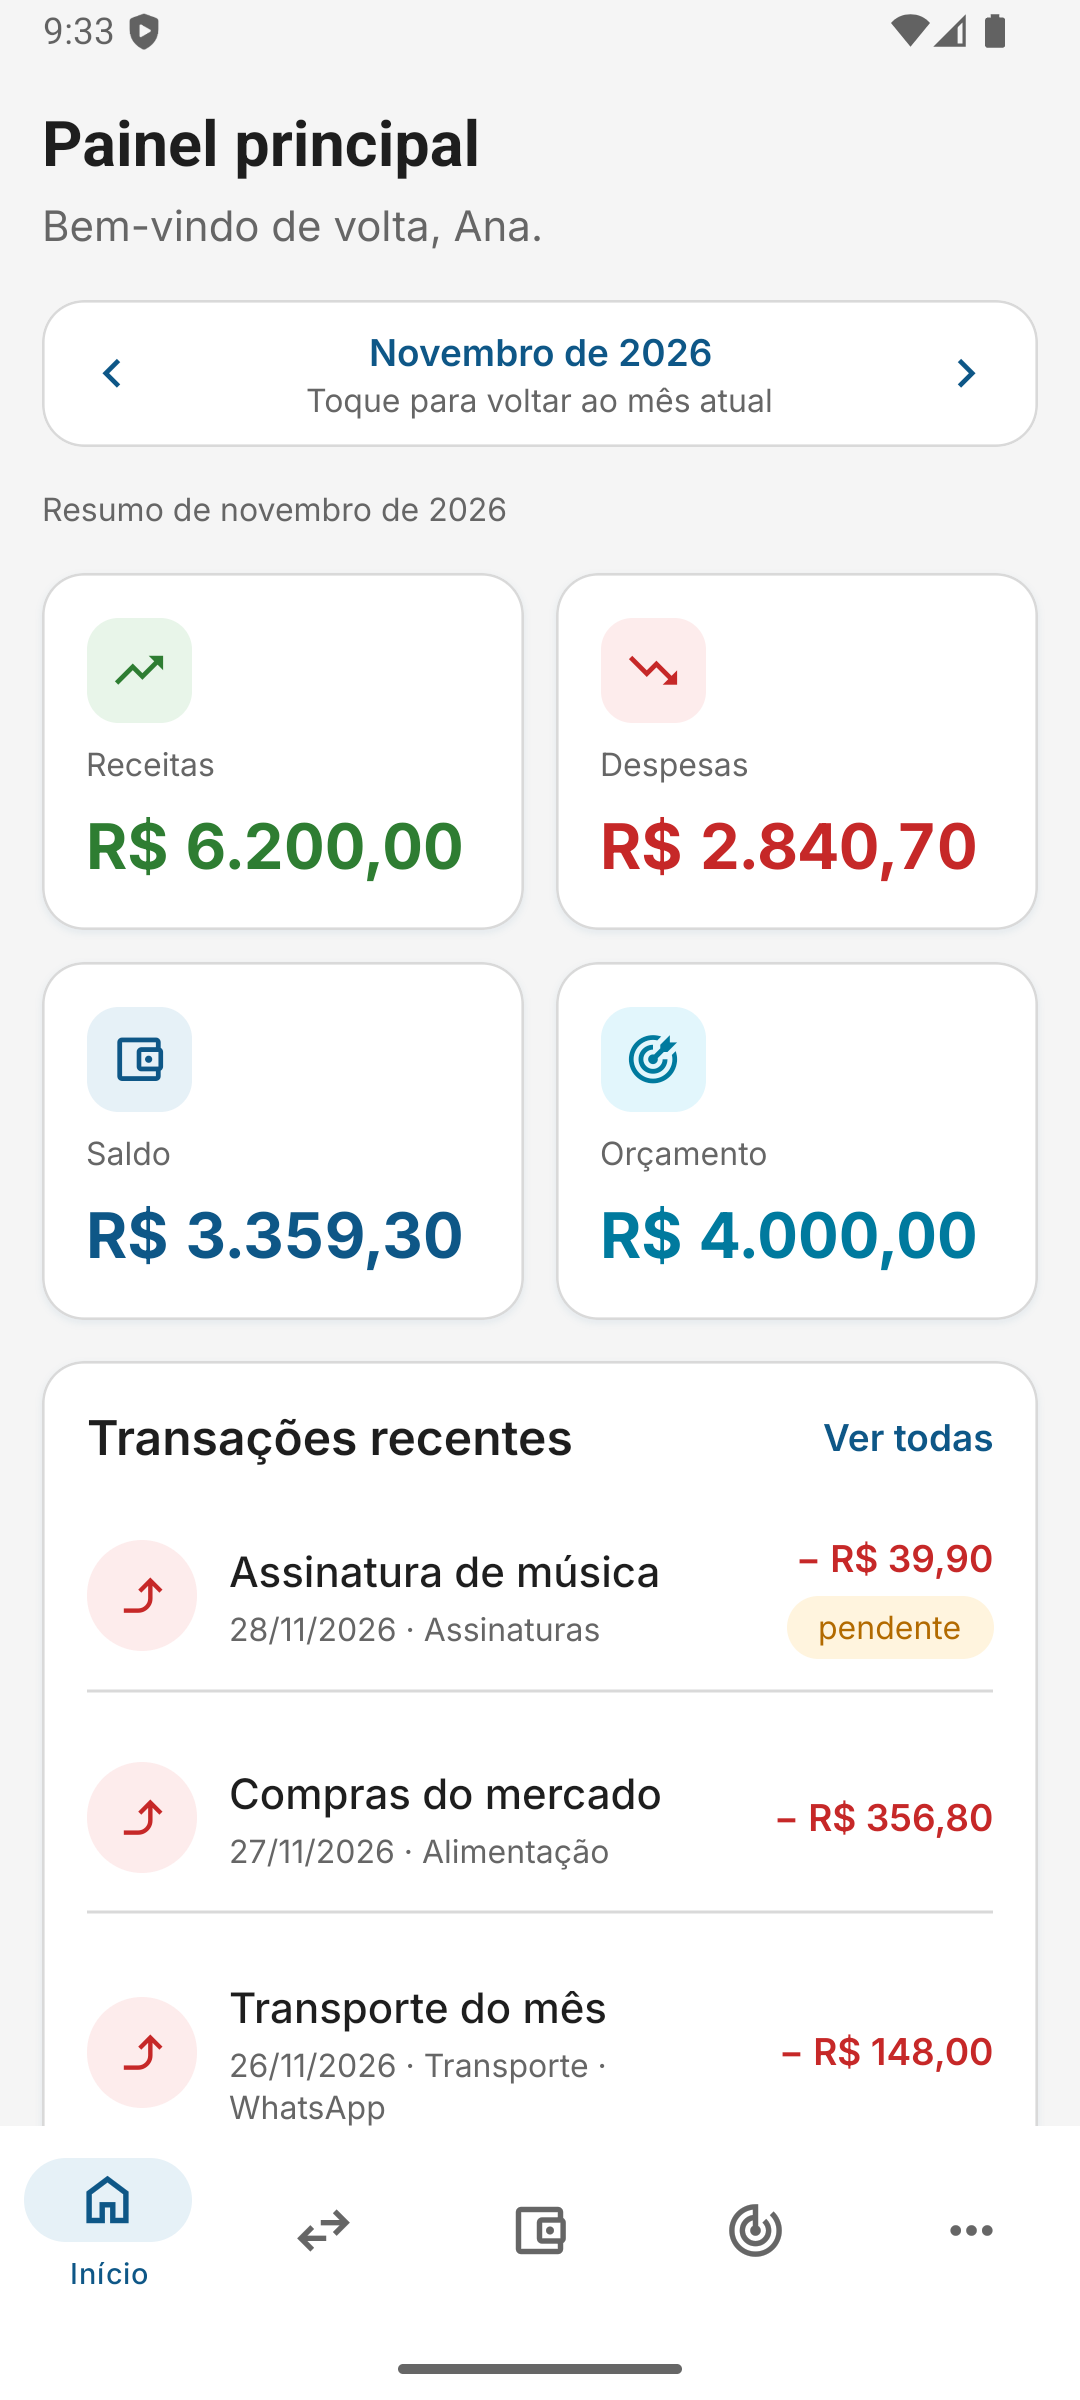 9:33
Painel principal
Bem-vindo de volta, Ana.
Novembro de 2026
Toque para voltar ao mês atual
Resumo de novembro de 2026
Receitas
R$ 6.200,00
Despesas
R$ 2.840,70
Saldo
R$ 3.359,30
Orçamento
R$ 4.000,00
Transações recentes
Ver todas
Assinatura de música
28/11/2026 · Assinaturas
– R$ 39,90
pendente
Compras do mercado
27/11/2026 · Alimentação
– R$ 356,80
Transporte do mês
26/11/2026 · Transporte ·
WhatsApp
– R$ 148,00
Início